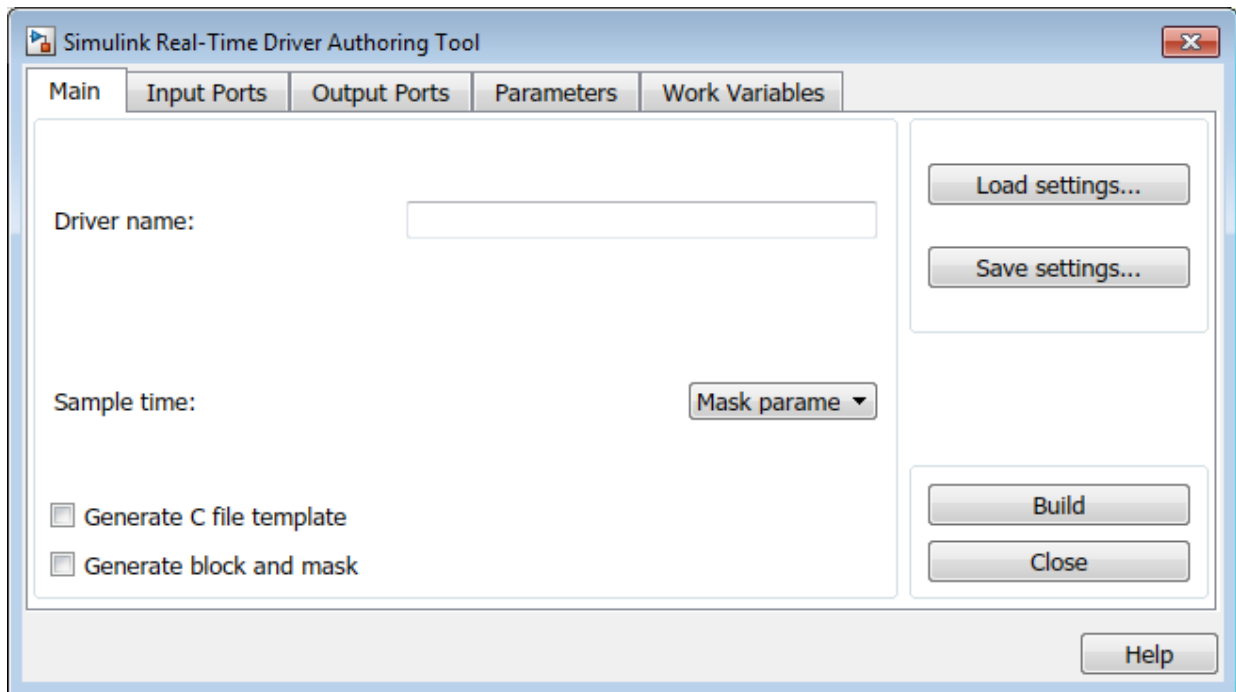 Simulink Real-Time Driver Authoring Tool
Main Input Ports Output Ports Parameters Work Variables
Load settings...
Driver name:
Save settings...
Sample time: Mask parame
Generate C file template
Generate block and mask
Build
Close
Help